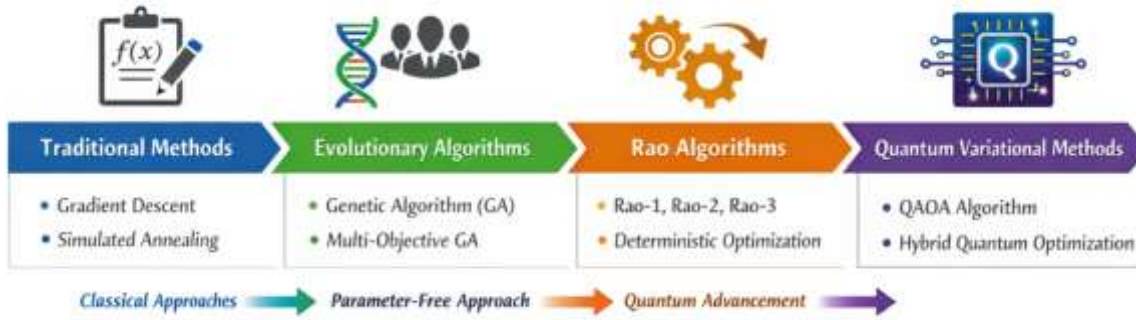 f(x)
Q
Traditional Methods
Evolutionary Algorithms
Rao Algorithms
Quantum Variational Methods
• Gradient Descent
• Simulated Annealing
• Genetic Algorithm (GA)
• Multi-Objective GA
• Rao-1, Rao-2, Rao-3
• Deterministic Optimization
• QAOA Algorithm
• Hybrid Quantum Optimization
Classical Approaches
Parameter-Free Approach
Quantum Advancement